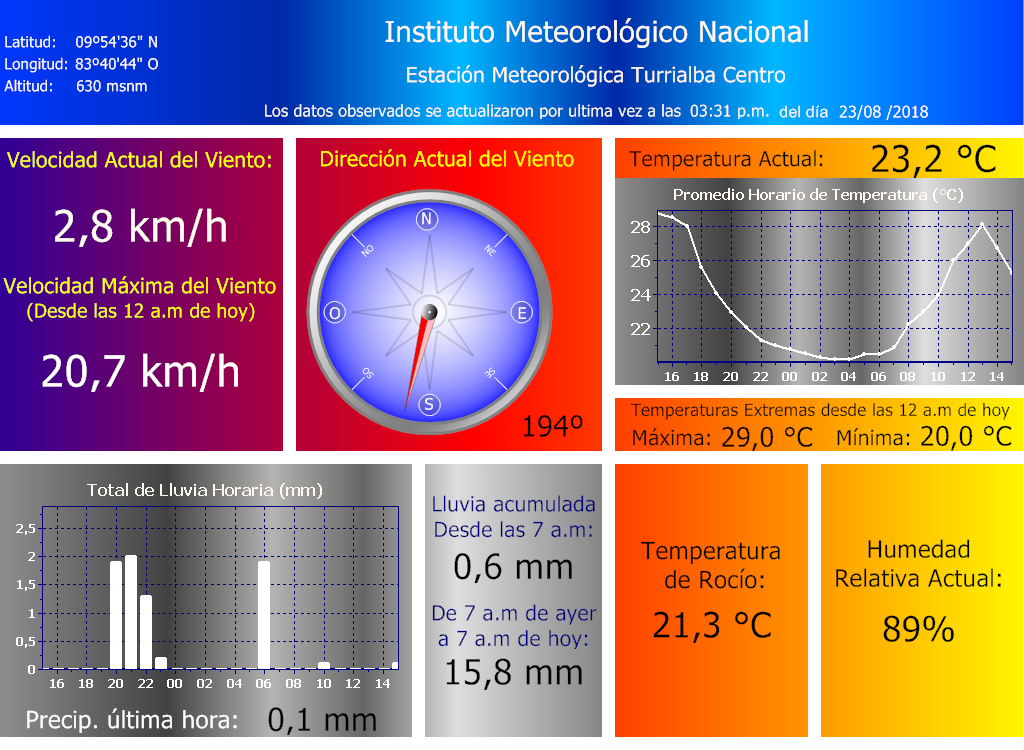 Instituto Meteorológico Nacional
Latitud: 09º54'36" N
Longitud: 83º40'44" O
Altitud: 630 msnm
Estación Meteorológica Turrialba Centro
Los datos observados se actualizaron por ultima vez a las 03:31 p.m. del día 23/08 /2018
Velocidad Actual del Viento:
2,8 km/h
Velocidad Máxima del Viento
(Desde las 12 a.m de hoy)
20,7 km/h
Dirección Actual del Viento
N
NO
NE
O
E
SO
SE
S
194º
Temperatura Actual: 23,2 °C
Promedio Horario de Temperatura (°C)
28
26
24
22
16 18 20 22 00 02 04 06 08 10 12 14
Temperaturas Extremas desde las 12 a.m de hoy
Máxima: 29,0 °C Mínima: 20,0 °C
Total de Lluvia Horaria (mm)
2,5
2
1,5
1
0,5
0
16 18 20 22 00 02 04 06 08 10 12 14
Precip. última hora: 0,1 mm
Lluvia acumulada
Desde las 7 a.m:
0,6 mm
De 7 a.m de ayer
a 7 a.m de hoy:
15,8 mm
Temperatura
de Rocío:
21,3 °C
Humedad
Relativa Actual:
89%